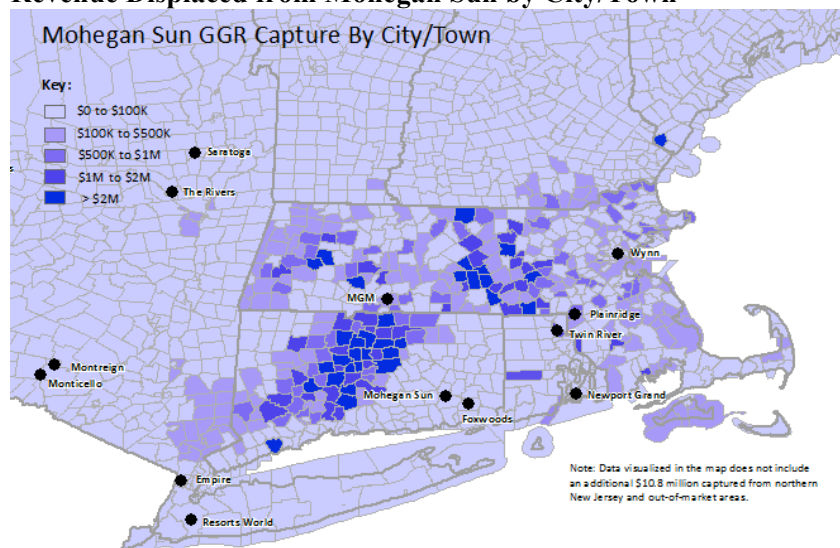 Revenue Displaced from Mohegan Sun by City/Town
Mohegan Sun GGR Capture By City/Town
Key:
$0 to $100K
$100K to $500K
$500K to $1M
$1M to $2M
> $2M
Saratoga
The Rivers
Wynn
MGM
Plainridge
Twin River
Montreign
Monticello
Mohegan Sun
Newport Grand
Foxwoods
Empire
Resorts World
Note: Data visualized in the map does not include
an additional $10.8 million captured from northern
New Jersey and out-of-market areas.